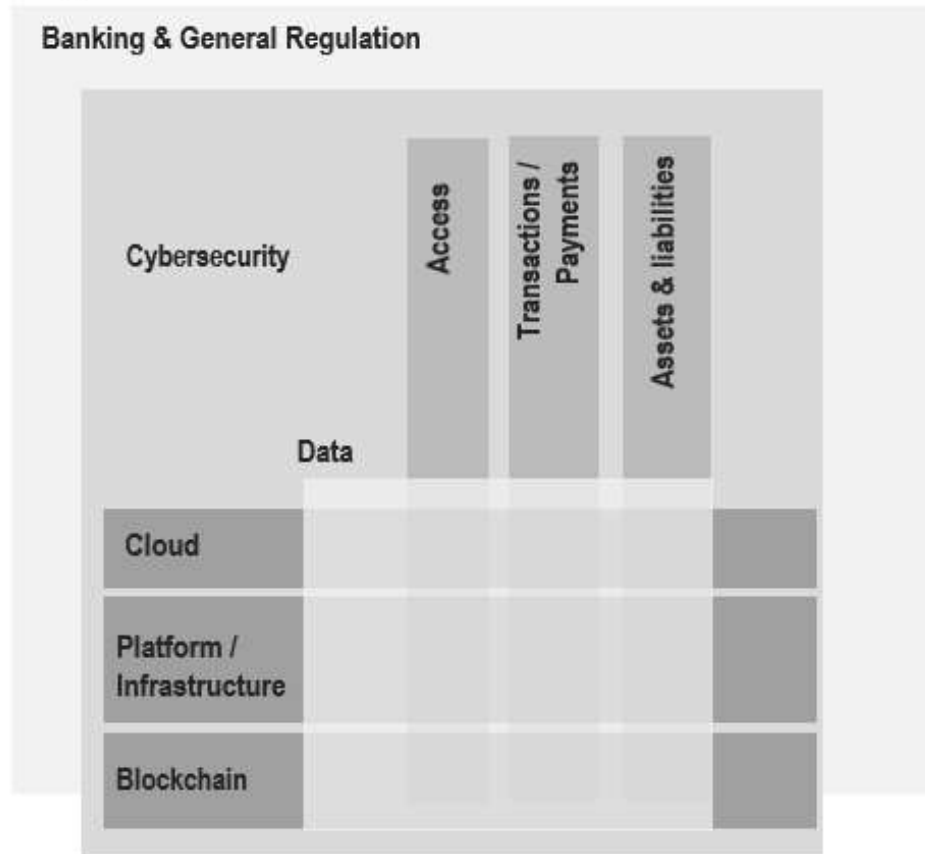 Banking & General Regulation
Cybersecurity
Access
Transactions /
Payments
Assets & liabilities
Data
Cloud
Platform /
Infrastructure
Blockchain